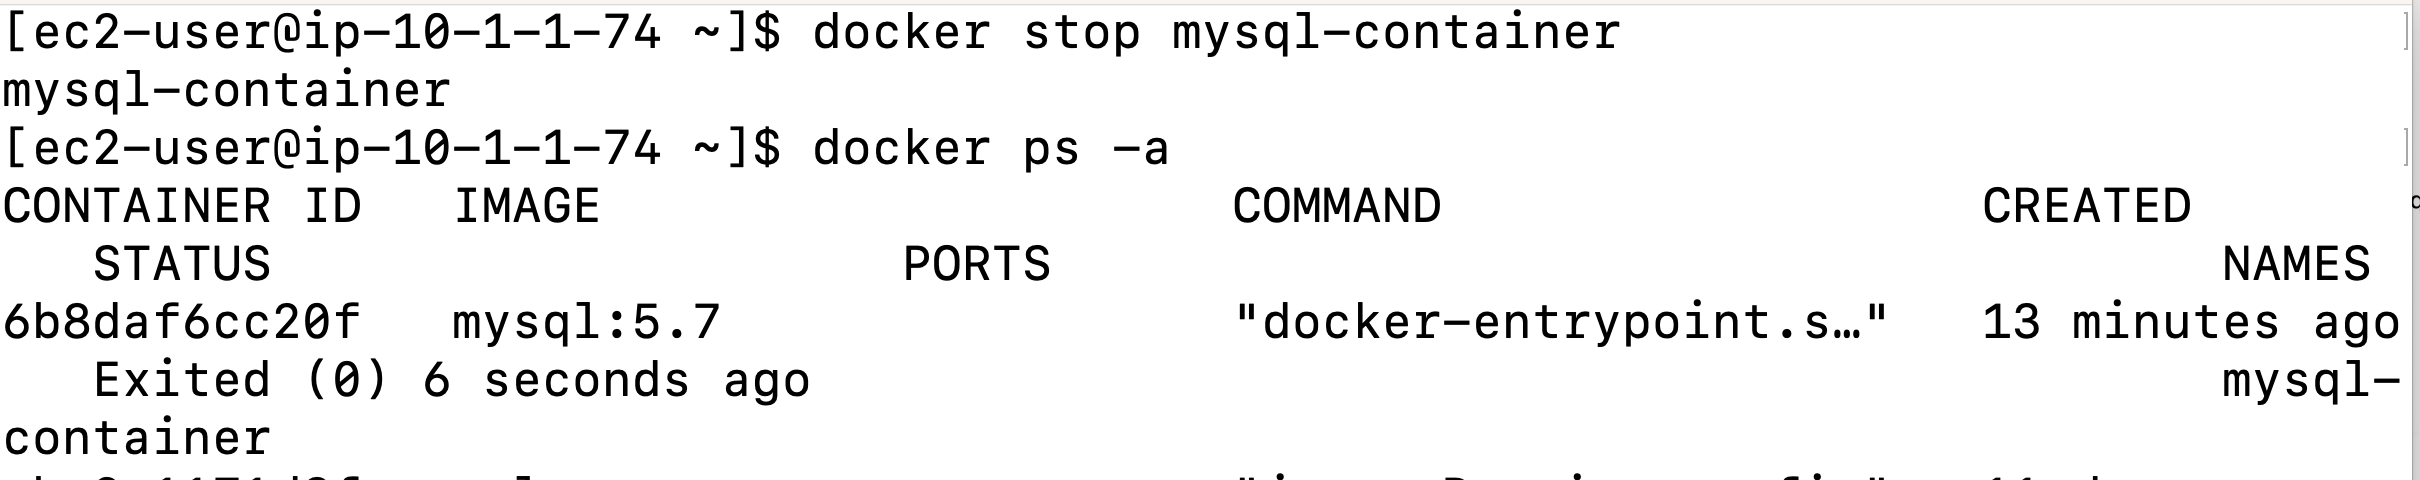 [ec2-user@ip-10-1-1-74 ~]$ docker stop mysql-container ]
mysql-container
[ec2-user@ip-10-1-1-74 ~]$ docker ps -a ]
CONTAINER ID   IMAGE                     COMMAND                  CREATED
   STATUS                     PORTS                                       NAMES
6b8daf6cc20f   mysql:5.7                 "docker-entrypoint.s…"   13 minutes ago
   Exited (0) 6 seconds ago                                               mysql-
container